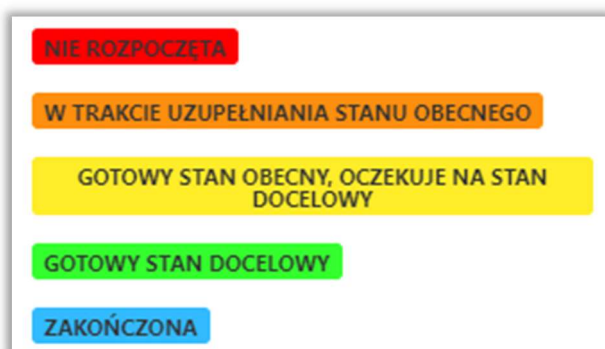 NIE ROZPOCZĘTA
W TRAKCIE UZUPEŁNIANIA STANU OBECNEGO
GOTOWY STAN OBECNY, OCZEKUJE NA STAN
DOCELOWY
GOTOWY STAN DOCELOWY
ZAKOŃCZONA